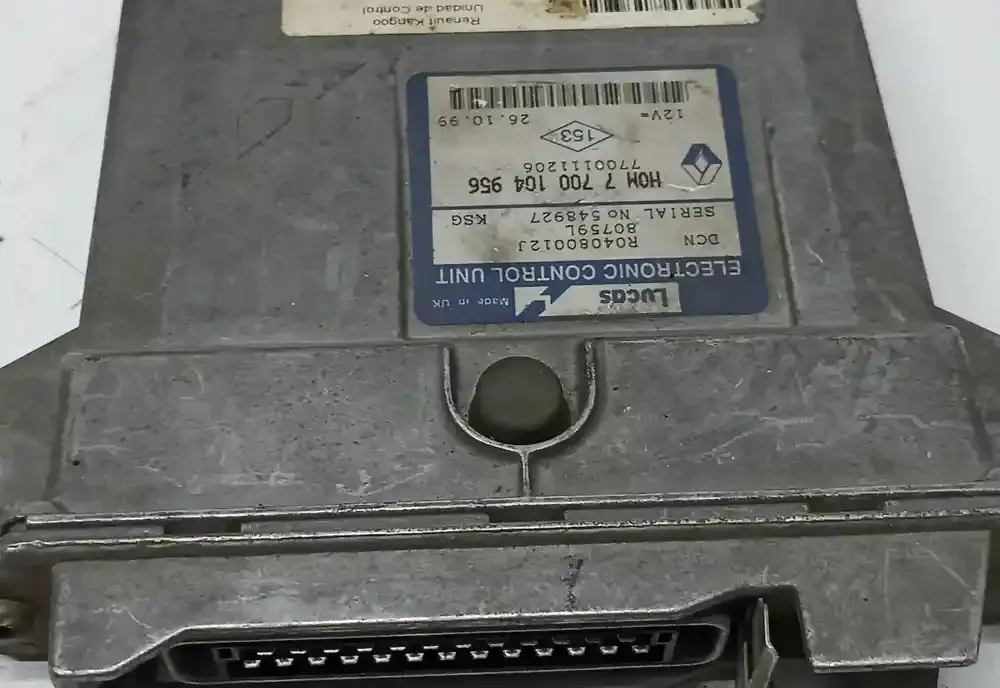 Lucas
Made in UK
ELECTRONIC CONTROL UNIT
DCN R04080012J
80759L
SERIAL No 548927 KSG
HOM 7 700 104 956
7700111206
153
12V= 26.10.99
Unidad de Control
Renault Kangoo